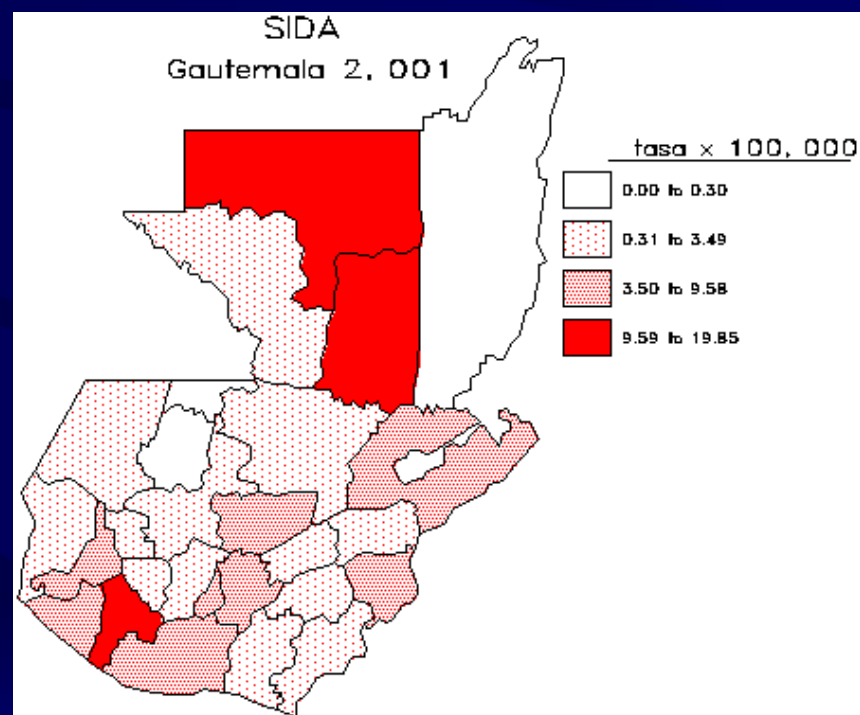 SIDA
Gautemala 2, 001
tasa × 100, 000
0.00 to 0.30
0.31 to 3.49
3.50 to 9.58
9.59 to 19.85